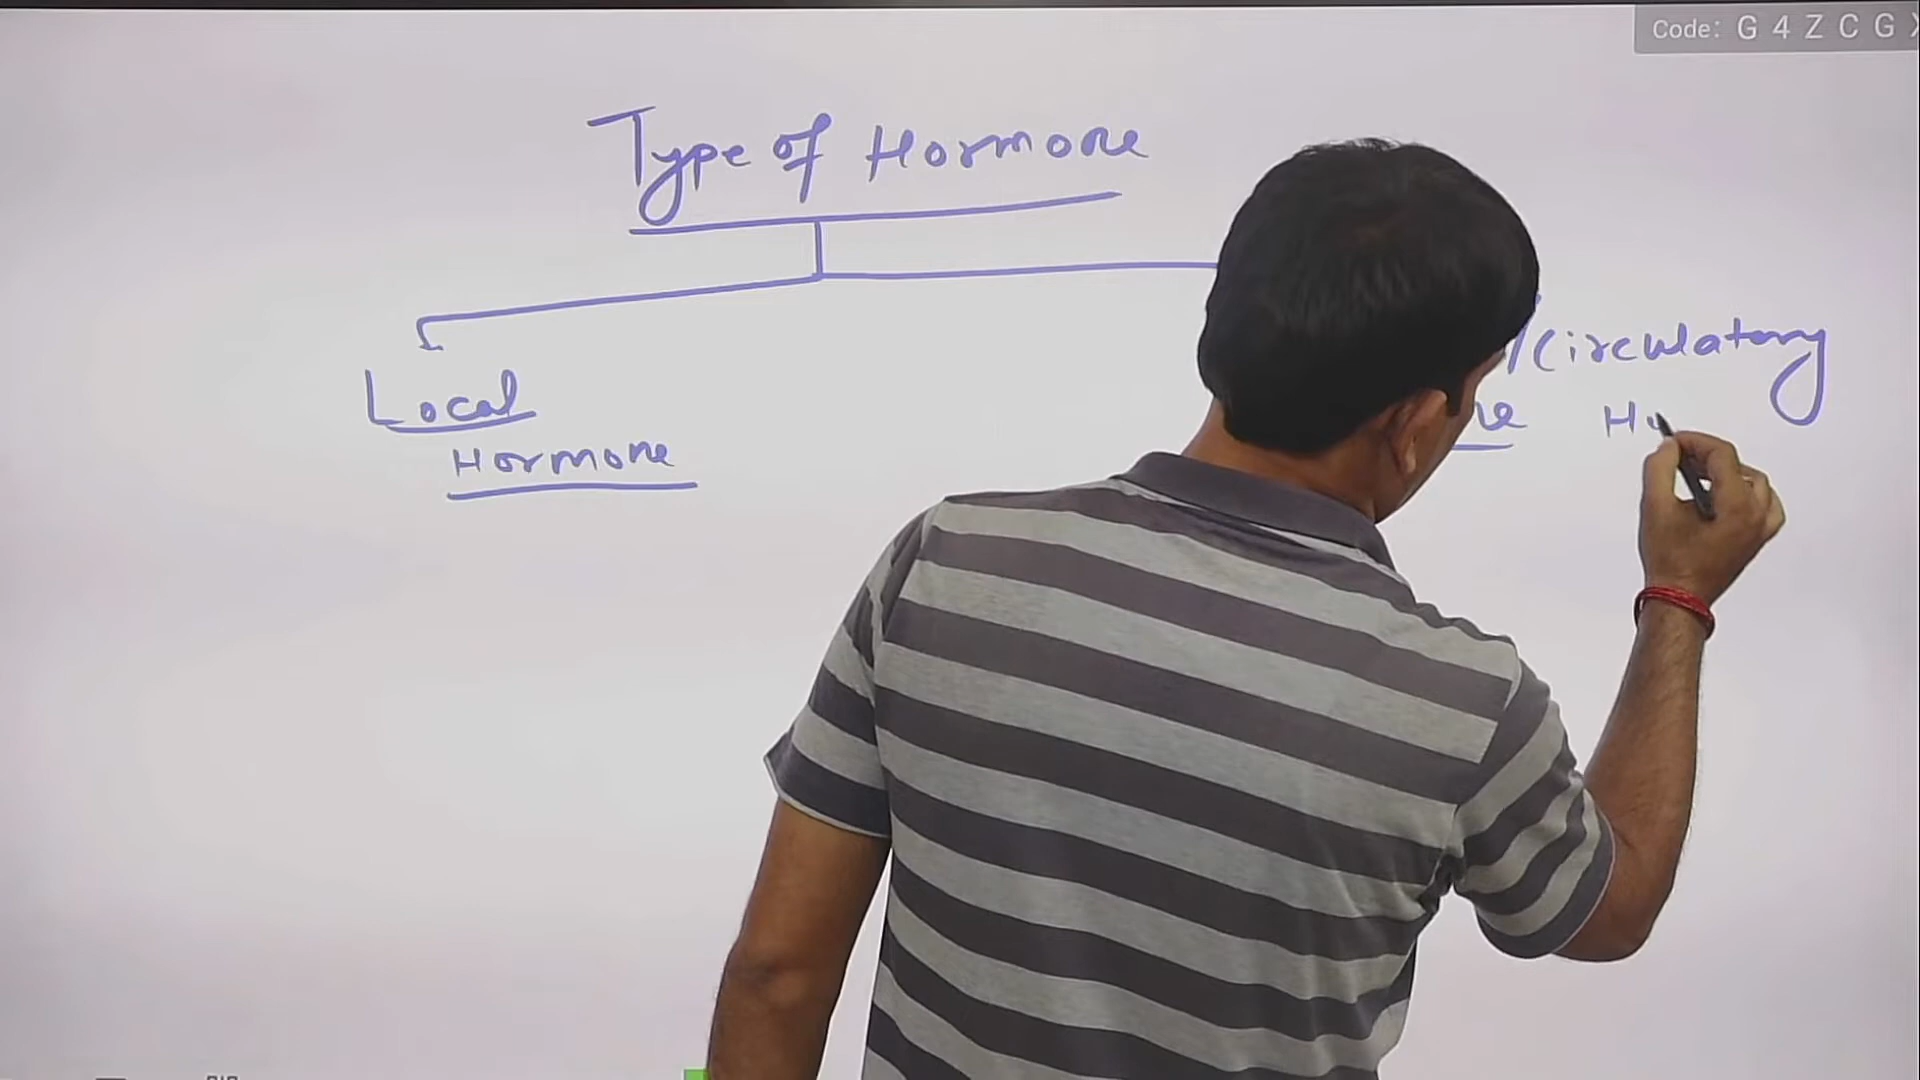 Code: G 4 Z C G
Type of Hormone
Local
Hormone
/Circulatory